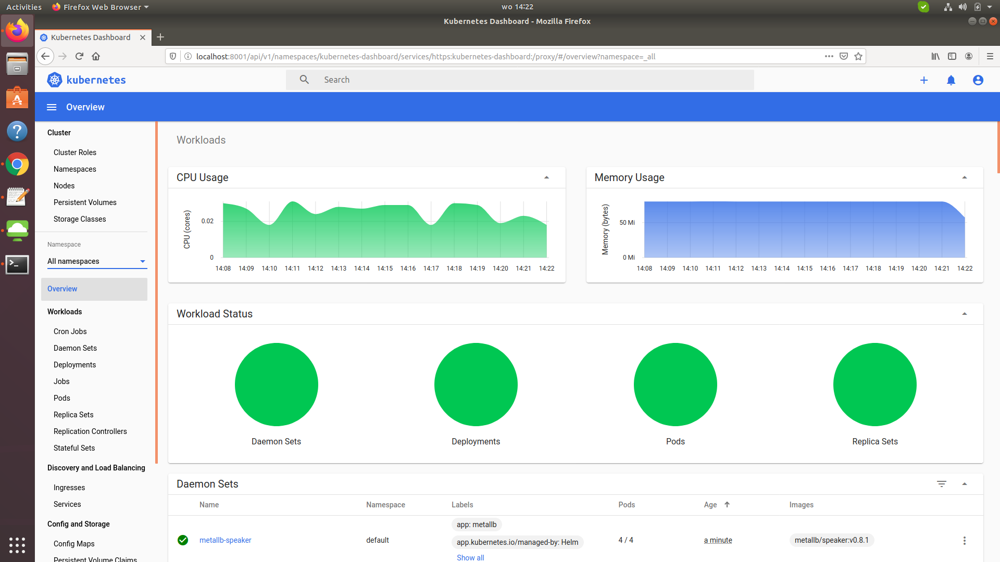 Activities Firefox Web Browser wo 14:22
Kubernetes Dashboard - Mozilla Firefox
Kubernetes Dashboard
localhost:8001/api/v1/namespaces/kubernetes-dashboard/services/https:kubernetes-dashboard:/proxy/#/overview?namespace=_all
kubernetes Search
Overview
Cluster
Cluster Roles
Namespaces
Nodes
Persistent Volumes
Storage Classes
Namespace
All namespaces
Overview
Workloads
Cron Jobs
Daemon Sets
Deployments
Jobs
Pods
Replica Sets
Replication Controllers
Stateful Sets
Discovery and Load Balancing
Ingresses
Services
Config and Storage
Config Maps
Persistent Volume Claims
Workloads
CPU Usage
CPU (cores)
0.02
0
14:08 14:09 14:10 14:11 14:12 14:13 14:14 14:15 14:16 14:17 14:18 14:19 14:20 14:21 14:22
Memory Usage
Memory (bytes)
50 Mi
0 Mi
14:08 14:09 14:10 14:11 14:12 14:13 14:14 14:15 14:16 14:17 14:18 14:19 14:20 14:21 14:22
Workload Status
Daemon Sets Deployments Pods Replica Sets
Daemon Sets
Name Namespace Labels Pods Age Images
app: metallb
metallb-speaker default app.kubernetes.io/managed-by: Helm 4 / 4 a minute metallb/speaker:v0.8.1
Show all